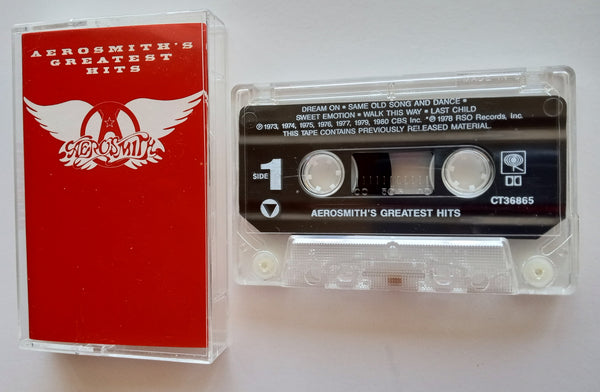 AEROSMITH'S
GREATEST
HITS
A
AEROSMITH
DREAM ON • SAME OLD SONG AND DANCE •
SWEET EMOTION • WALK THIS WAY • LAST CHILD
℗ 1973, 1974, 1975, 1976, 1977, 1979, 1980 CBS Inc. *℗ 1978 RSO Records, Inc.
THIS TAPE CONTAINS PREVIOUSLY RELEASED MATERIAL
SIDE 1
AEROSMITH'S GREATEST HITS
CT36865